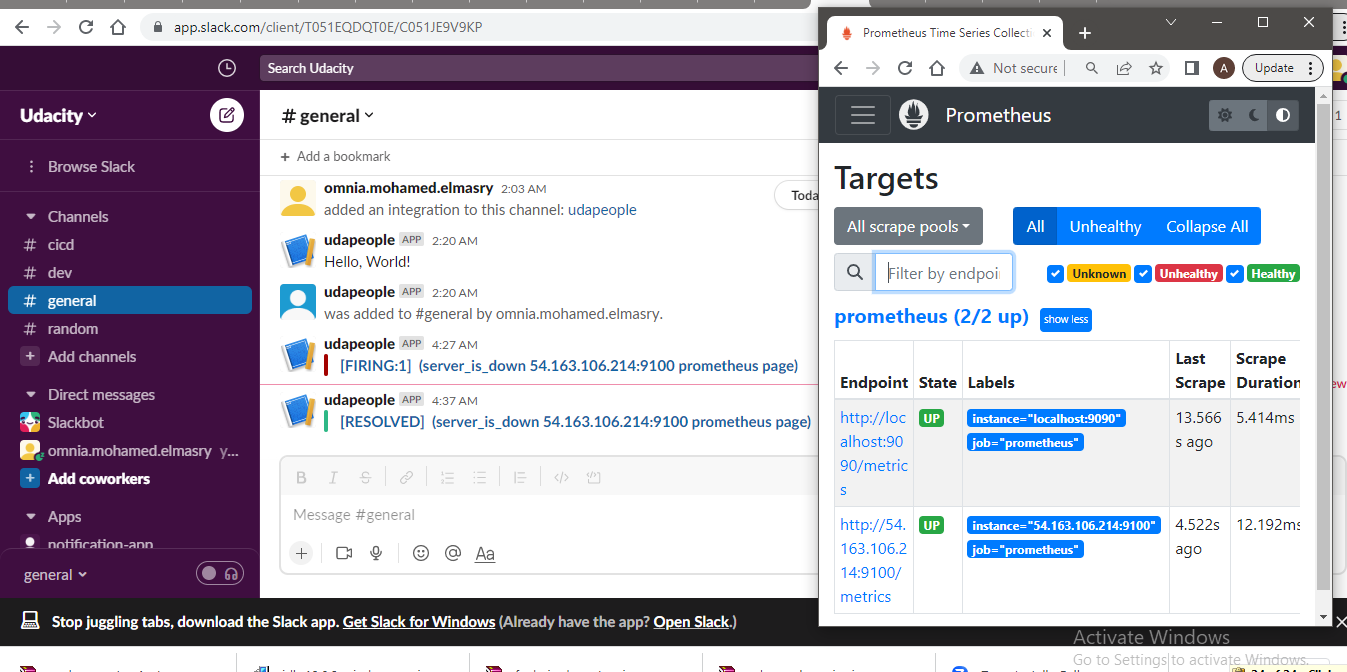 app.slack.com/client/T051EQDQT0E/C051JE9V9KP
Search Udacity
Udacity
Browse Slack
Channels
# cicd
# dev
# general
# random
+ Add channels
Direct messages
Slackbot
omnia.mohamed.elmasry y...
+ Add coworkers
Apps
notification-app
general
# general
+ Add a bookmark
Toda
omnia.mohamed.elmasry 2:03 AM
added an integration to this channel: udapeople
udapeople APP 2:20 AM
Hello, World!
udapeople APP 2:20 AM
was added to #general by omnia.mohamed.elmasry.
udapeople APP 4:27 AM
[FIRING:1] (server_is_down 54.163.106.214:9100 prometheus page)
udapeople APP 4:37 AM
[RESOLVED] (server_is_down 54.163.106.214:9100 prometheus page)
B I S
Message #general
+ @ Aa
Stop juggling tabs, download the Slack app. Get Slack for Windows (Already have the app? Open Slack.)
Prometheus Time Series Collecti
Not secure
A
Update
Prometheus
1
Targets
All scrape pools
All Unhealthy Collapse All
Filter by endpoi
Unknown Unhealthy Healthy
prometheus (2/2 up) show less
Endpoint State Labels Last Scrape Scrape Duration
http://loc
alhost:90
90/metric
s
UP
instance="localhost:9090"
job="prometheus"
13.566
s ago
5.414ms
http://54.
163.106.2
14:9100/
metrics
UP
instance="54.163.106.214:9100"
job="prometheus"
4.522s
ago
12.192ms
ew
Activate Windows
Go to Settings to activate Windows.